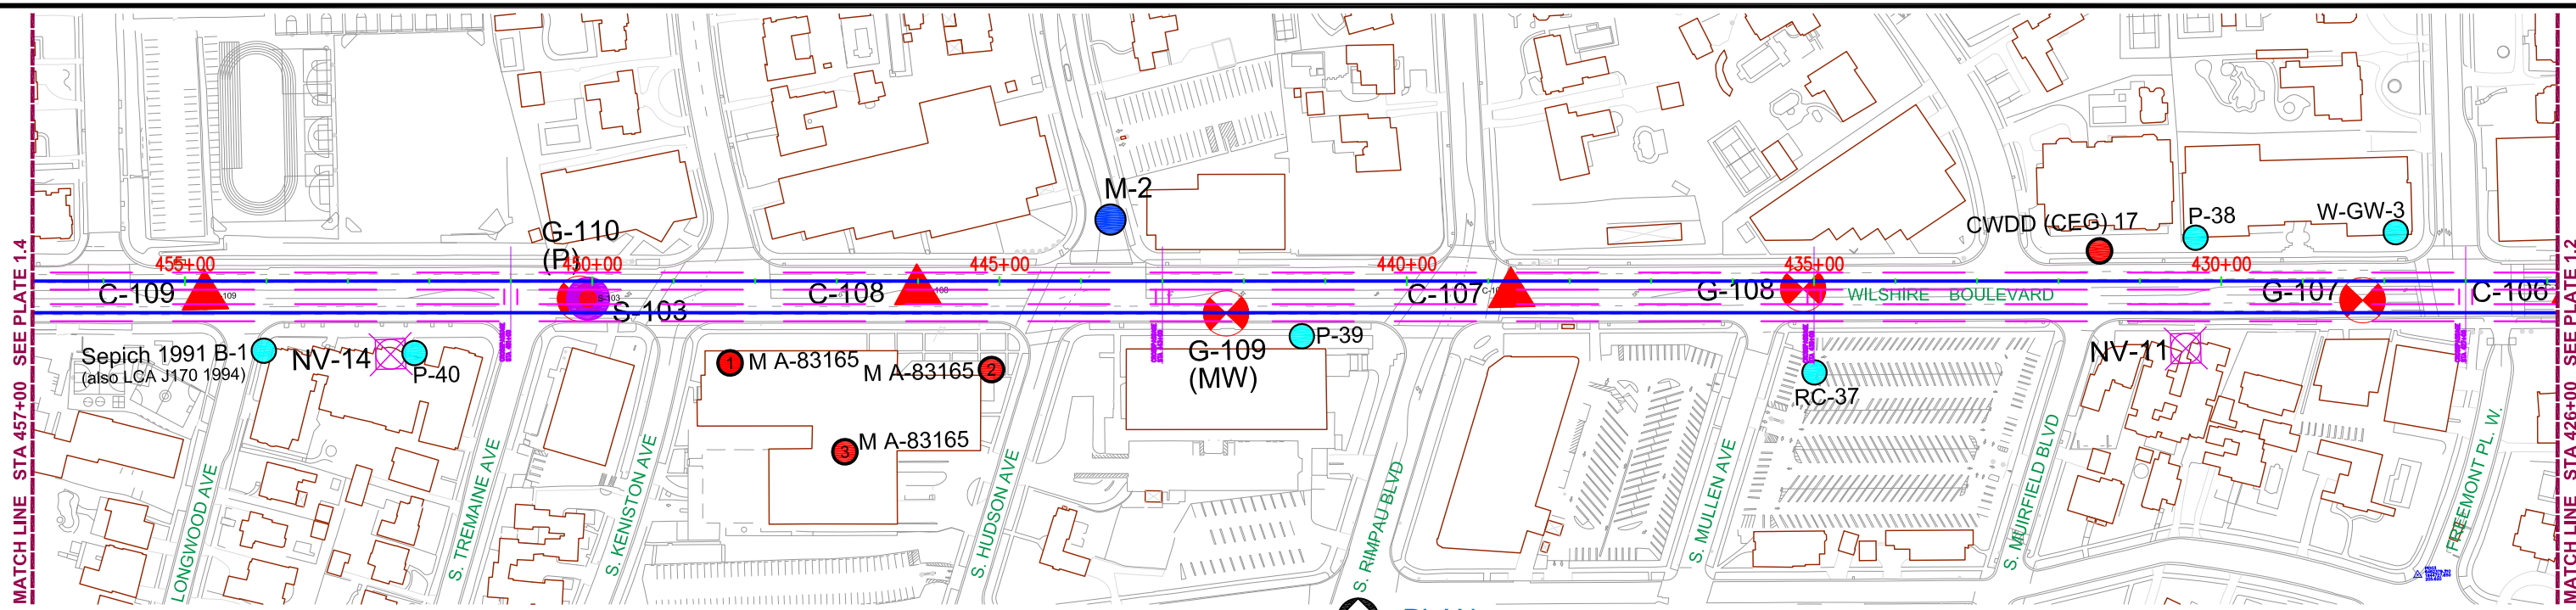 MATCH LINE   STA 457+00   SEE PLATE 1.4
M-2
G-110
(P)
CWDD (CEG) 17
P-38
W-GW-3
455+00
450+00
445+00
440+00
435+00
430+00
C-109
S-103
C-108
C-107
G-108
WILSHIRE BOULEVARD
G-107
C-106
Sepich 1991 B-1
(also LCA J170 1994)
NV-14
P-40
1 M A-83165
M A-83165 2
3 M A-83165
G-109
(MW)
P-39
RC-37
NV-11
LONGWOOD AVE
S. TREMAINE AVE
S. KENISTON AVE
S. HUDSON AVE
S. RIMPAU BLVD
S. MULLEN AVE
S. MUIRFIELD BLVD
FREEMONT PL. W.
MATCH LINE   STA 426+00   SEE PLATE 1.2